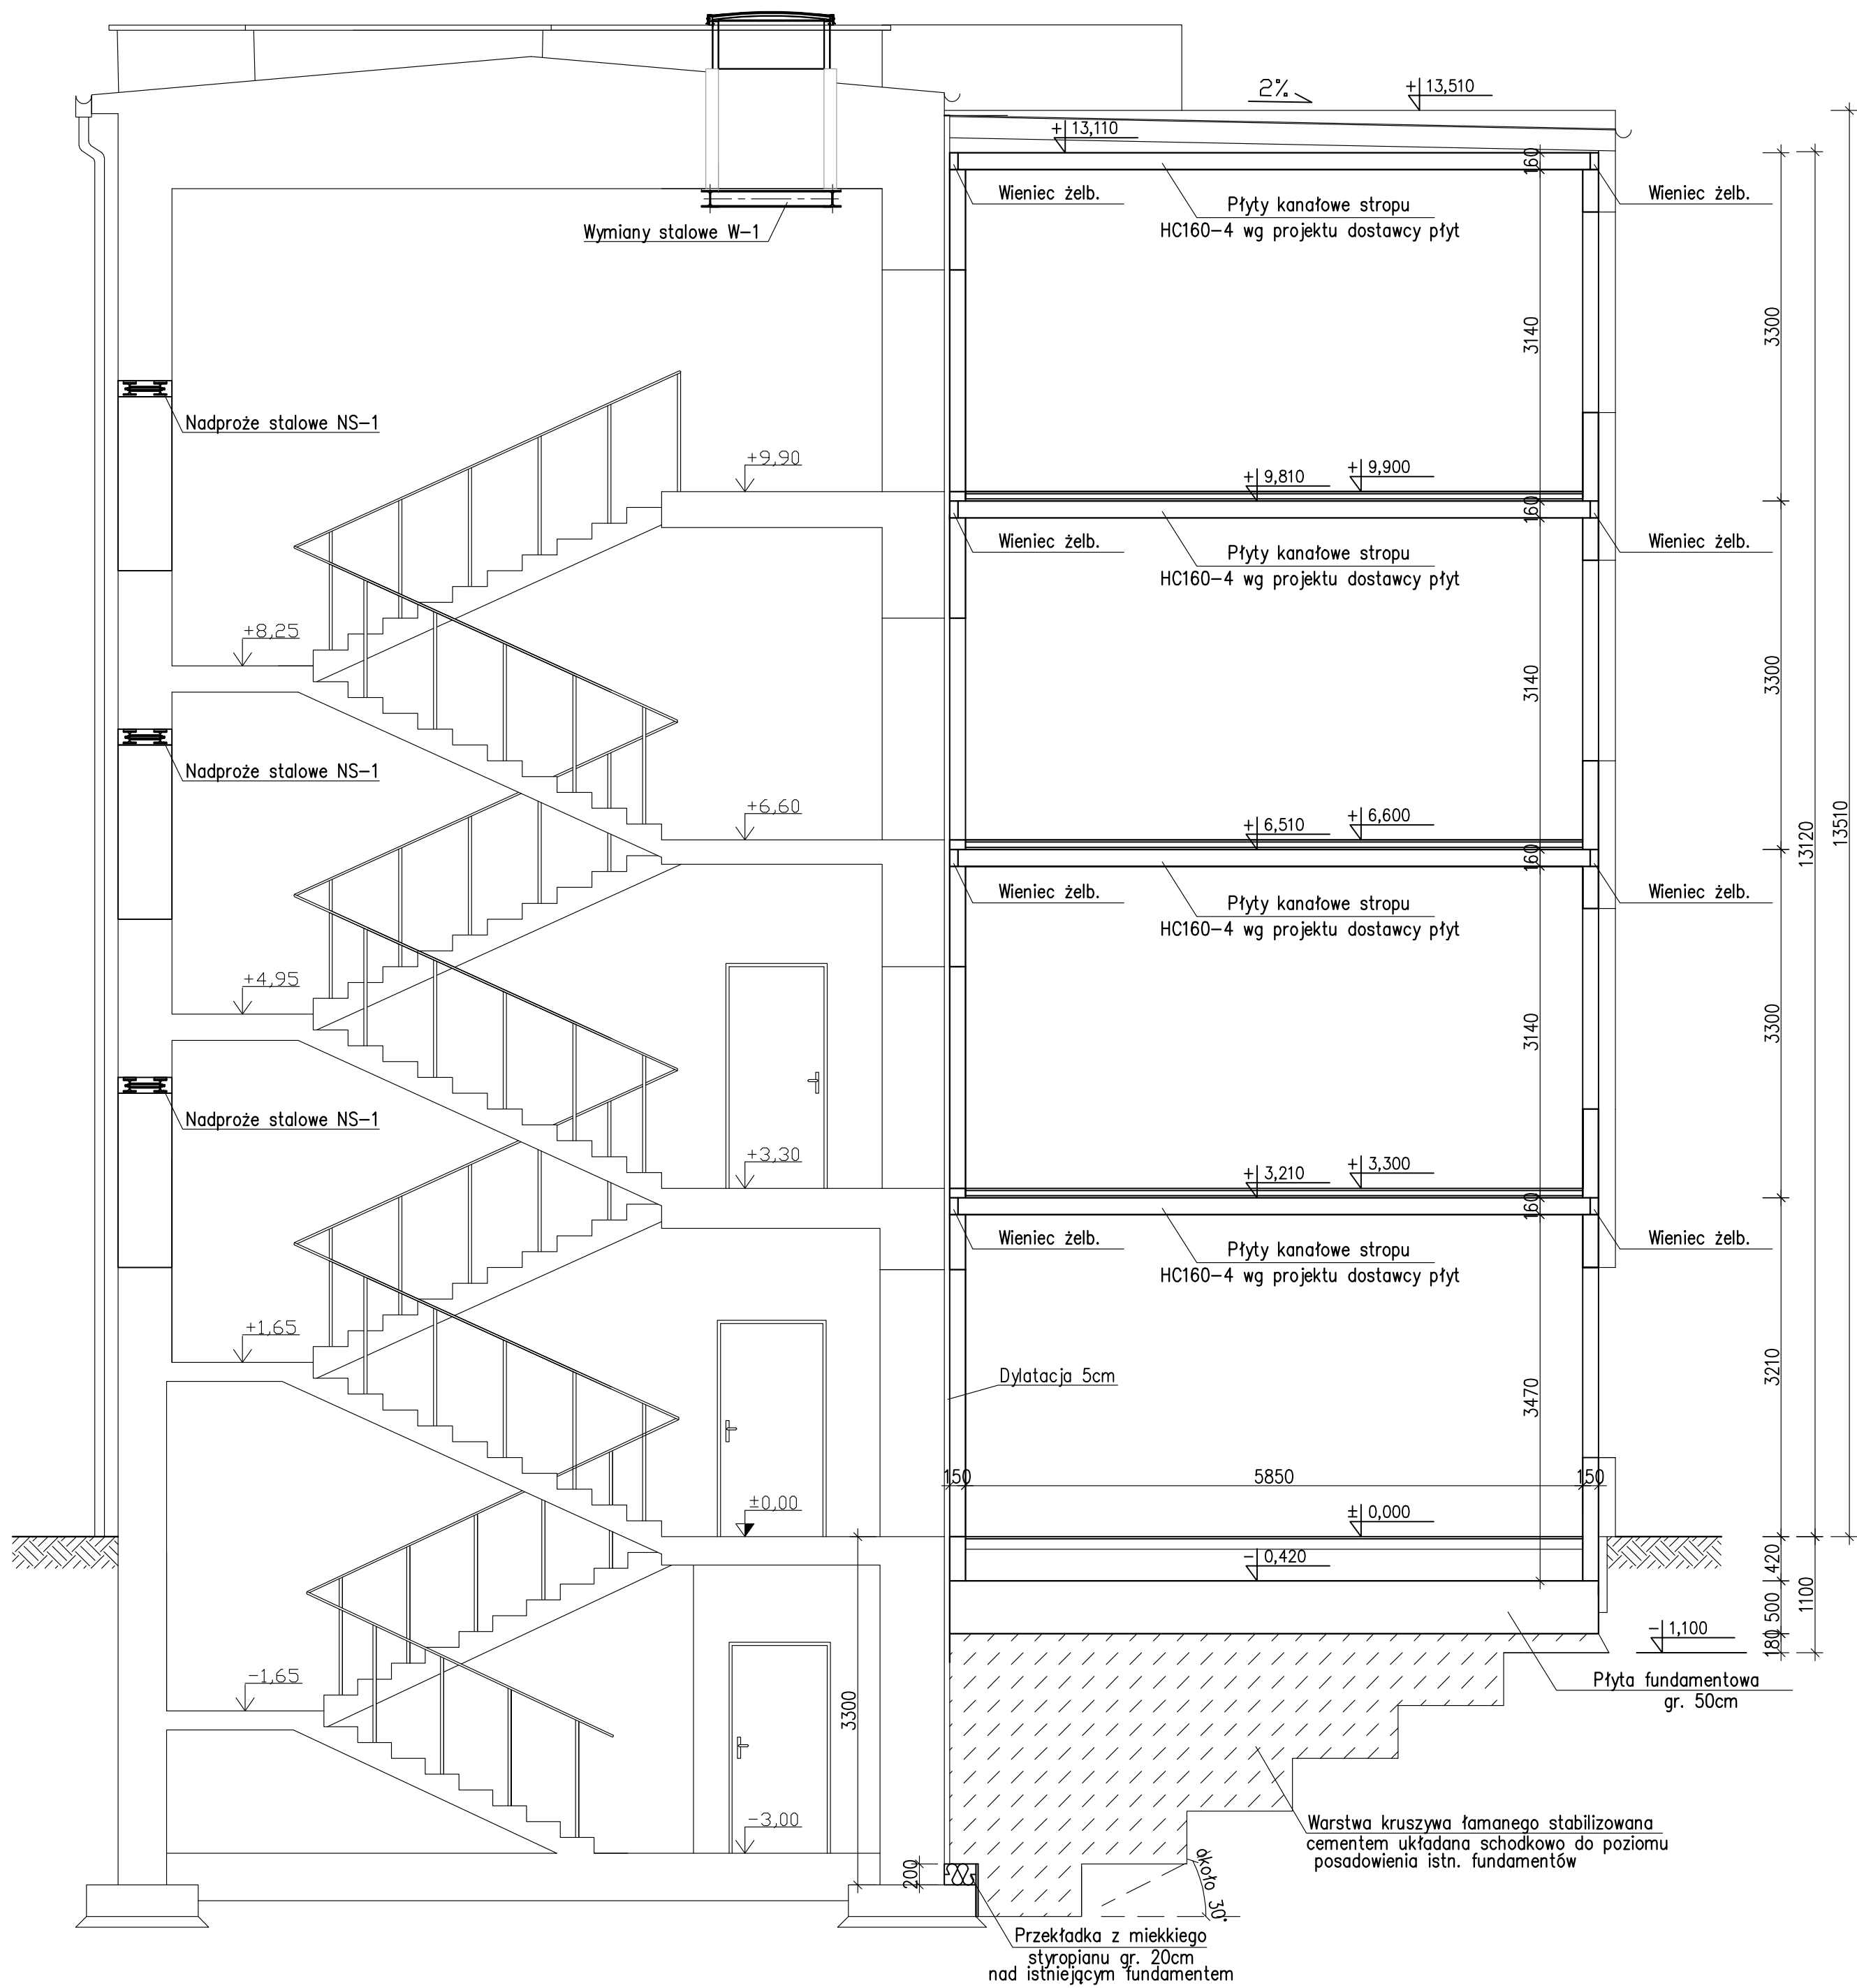 2%
+ 13,510
+ 13,110
160
Wieniec żelb.
Płyty kanałowe stropu
HC160-4 wg projektu dostawcy płyt
Wieniec żelb.
Wymiany stalowe W-1
3140
3300
Nadproże stalowe NS-1
+9,90
+ 9,810
+ 9,900
160
Wieniec żelb.
Płyty kanałowe stropu
HC160-4 wg projektu dostawcy płyt
Wieniec żelb.
+8,25
3140
3300
Nadproże stalowe NS-1
+6,60
+ 6,510
+ 6,600
13120
13510
160
Wieniec żelb.
Płyty kanałowe stropu
HC160-4 wg projektu dostawcy płyt
Wieniec żelb.
+4,95
3140
3300
Nadproże stalowe NS-1
+3,30
+ 3,210
+ 3,300
160
Wieniec żelb.
Płyty kanałowe stropu
HC160-4 wg projektu dostawcy płyt
Wieniec żelb.
+1,65
Dylatacja 5cm
3470
3210
150
5850
150
±0,00
± 0,000
- 0,420
420
500
180
1100
- 1,100
-1,65
3300
Płyta fundamentowa
gr. 50cm
-3,00
Warstwa kruszywa łamanego stabilizowana
cementem układana schodkowo do poziomu
posadowienia istn. fundamentów
200
około 30°
Przekładka z miekkiego
styropianu gr. 20cm
nad istniejącym fundamentem